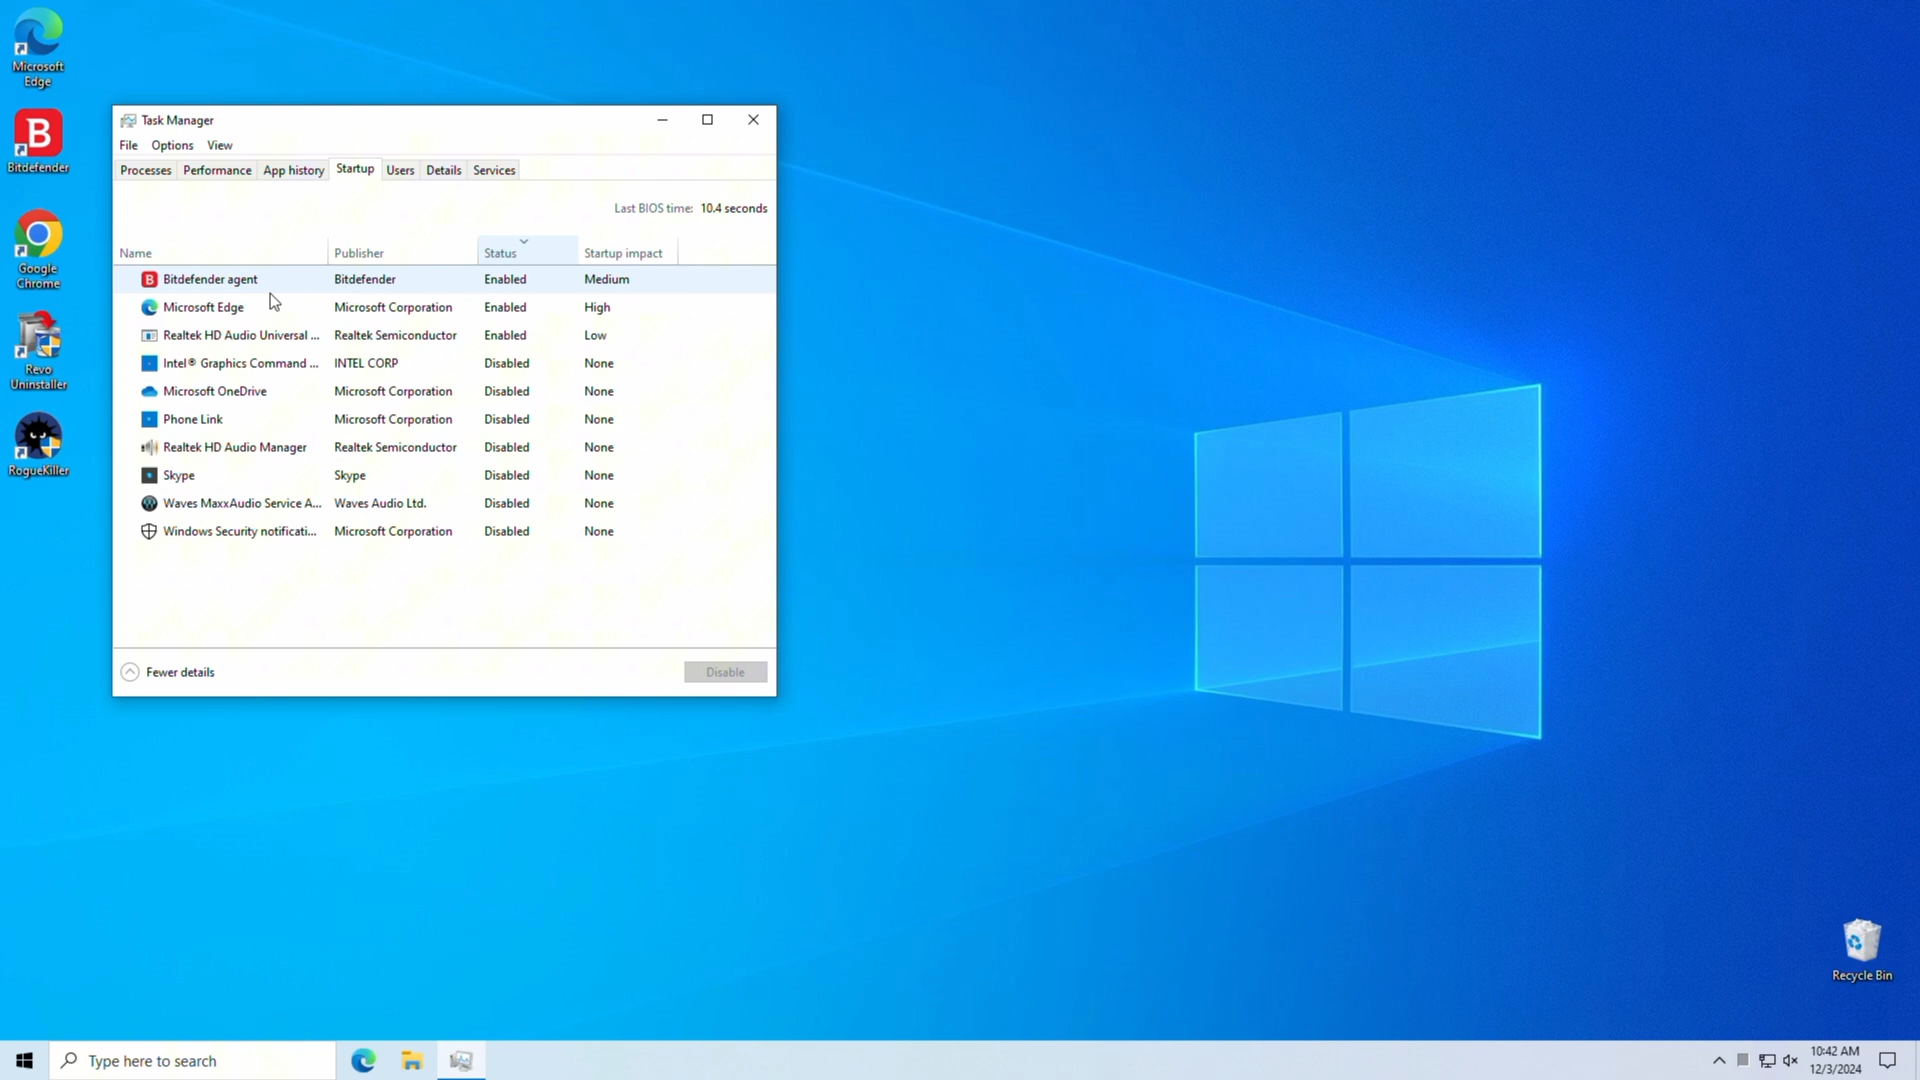 Microsoft
Edge
Bitdefender
Google
Chrome
Revo
Uninstaller
RogueKiller
Task Manager
File Options View
Processes Performance App history Startup Users Details Services
Last BIOS time: 10.4 seconds
Name Publisher Status Startup impact
Bitdefender agent Bitdefender Enabled Medium
Microsoft Edge Microsoft Corporation Enabled High
Realtek HD Audio Universal ... Realtek Semiconductor Enabled Low
Intel® Graphics Command ... INTEL CORP Disabled None
Microsoft OneDrive Microsoft Corporation Disabled None
Phone Link Microsoft Corporation Disabled None
Realtek HD Audio Manager Realtek Semiconductor Disabled None
Skype Skype Disabled None
Waves MaxxAudio Service A... Waves Audio Ltd. Disabled None
Windows Security notificati... Microsoft Corporation Disabled None
Fewer details Disable
Recycle Bin
Type here to search
10:42 AM
12/3/2024